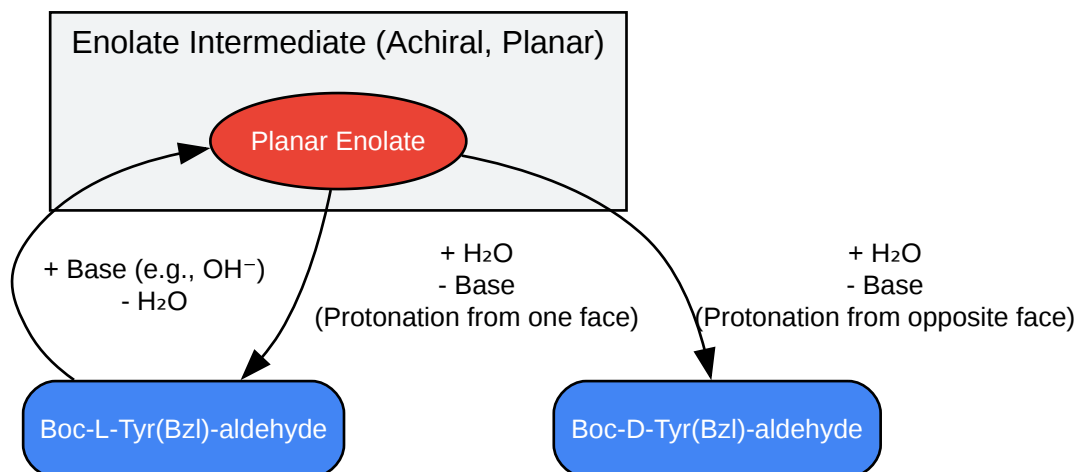 Enolate Intermediate (Achiral, Planar)
Planar Enolate
+ Base (e.g., OH⁻)
- H₂O
+ H₂O
- Base
(Protonation from one face)
+ H₂O
- Base
(Protonation from opposite face)
Boc-L-Tyr(Bzl)-aldehyde
Boc-D-Tyr(Bzl)-aldehyde